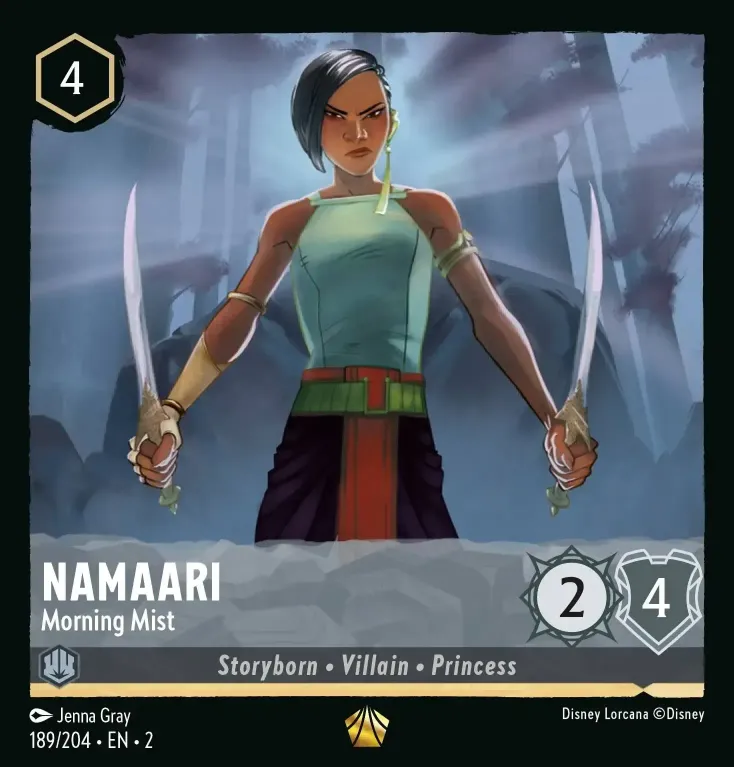 4
NAMAARI
Morning Mist
2
4
Storyborn • Villain • Princess
Jenna Gray
Disney Lorcana ©Disney
189/204 • EN • 2